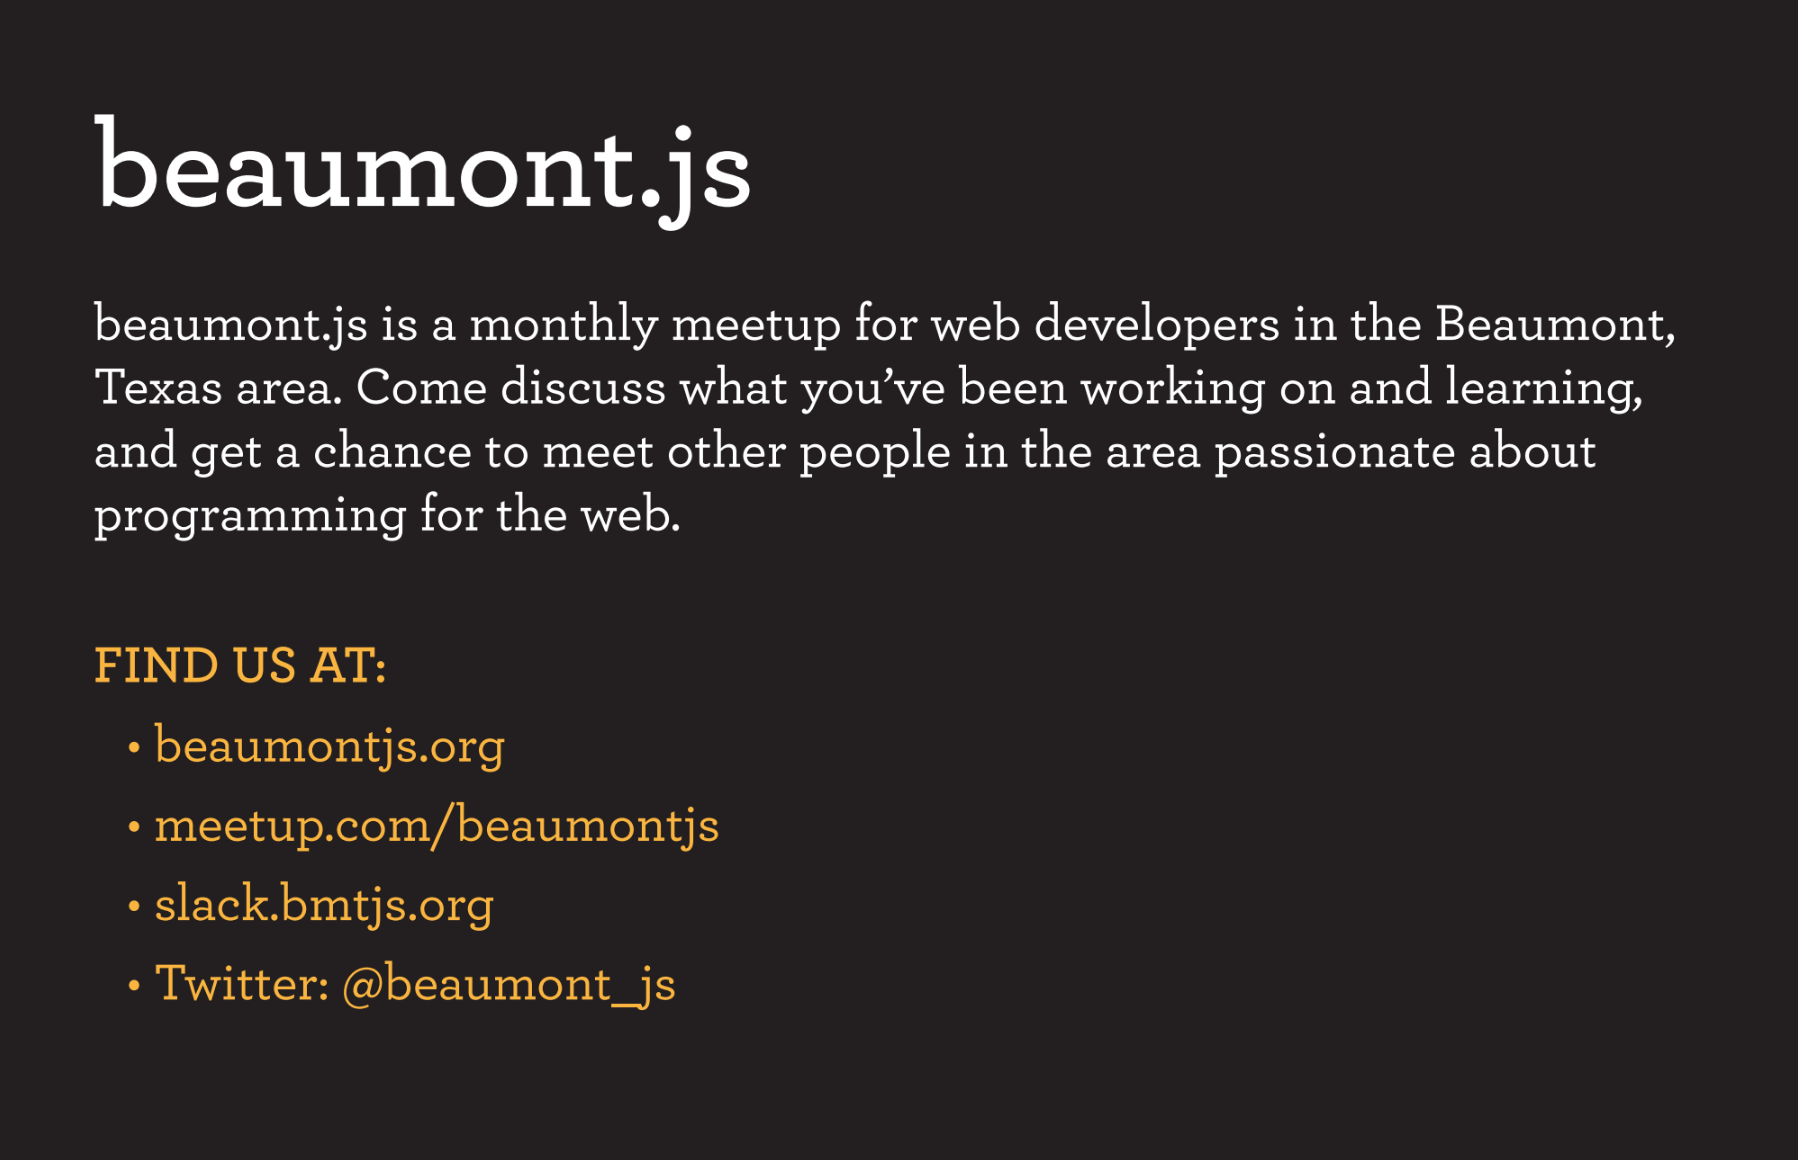 beaumont.js
beaumont.js is a monthly meetup for web developers in the Beaumont,
Texas area. Come discuss what you’ve been working on and learning,
and get a chance to meet other people in the area passionate about
programming for the web.
FIND US AT:
• beaumontjs.org
• meetup.com/beaumontjs
• slack.bmtjs.org
• Twitter: @beaumont_js